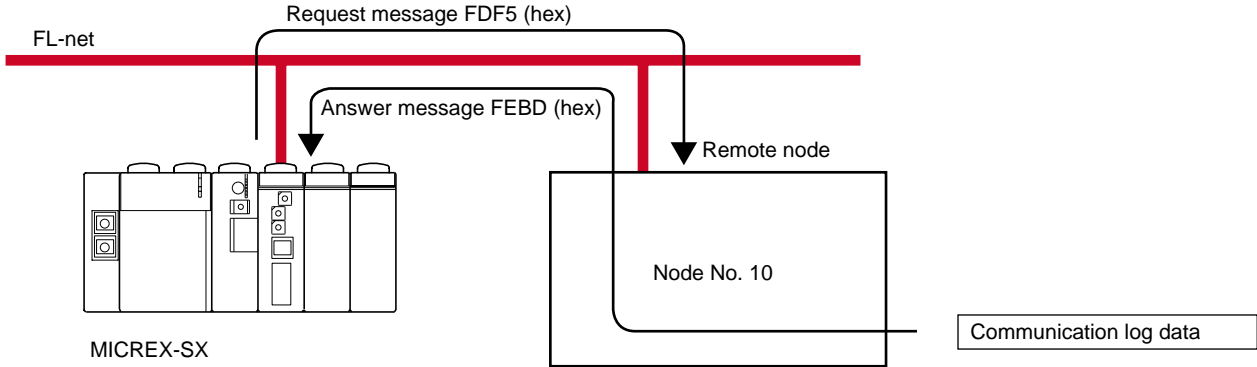 Request message FDF5 (hex)
FL-net
Answer message FEBD (hex)
Remote node
Node No. 10
Communication log data
MICREX-SX